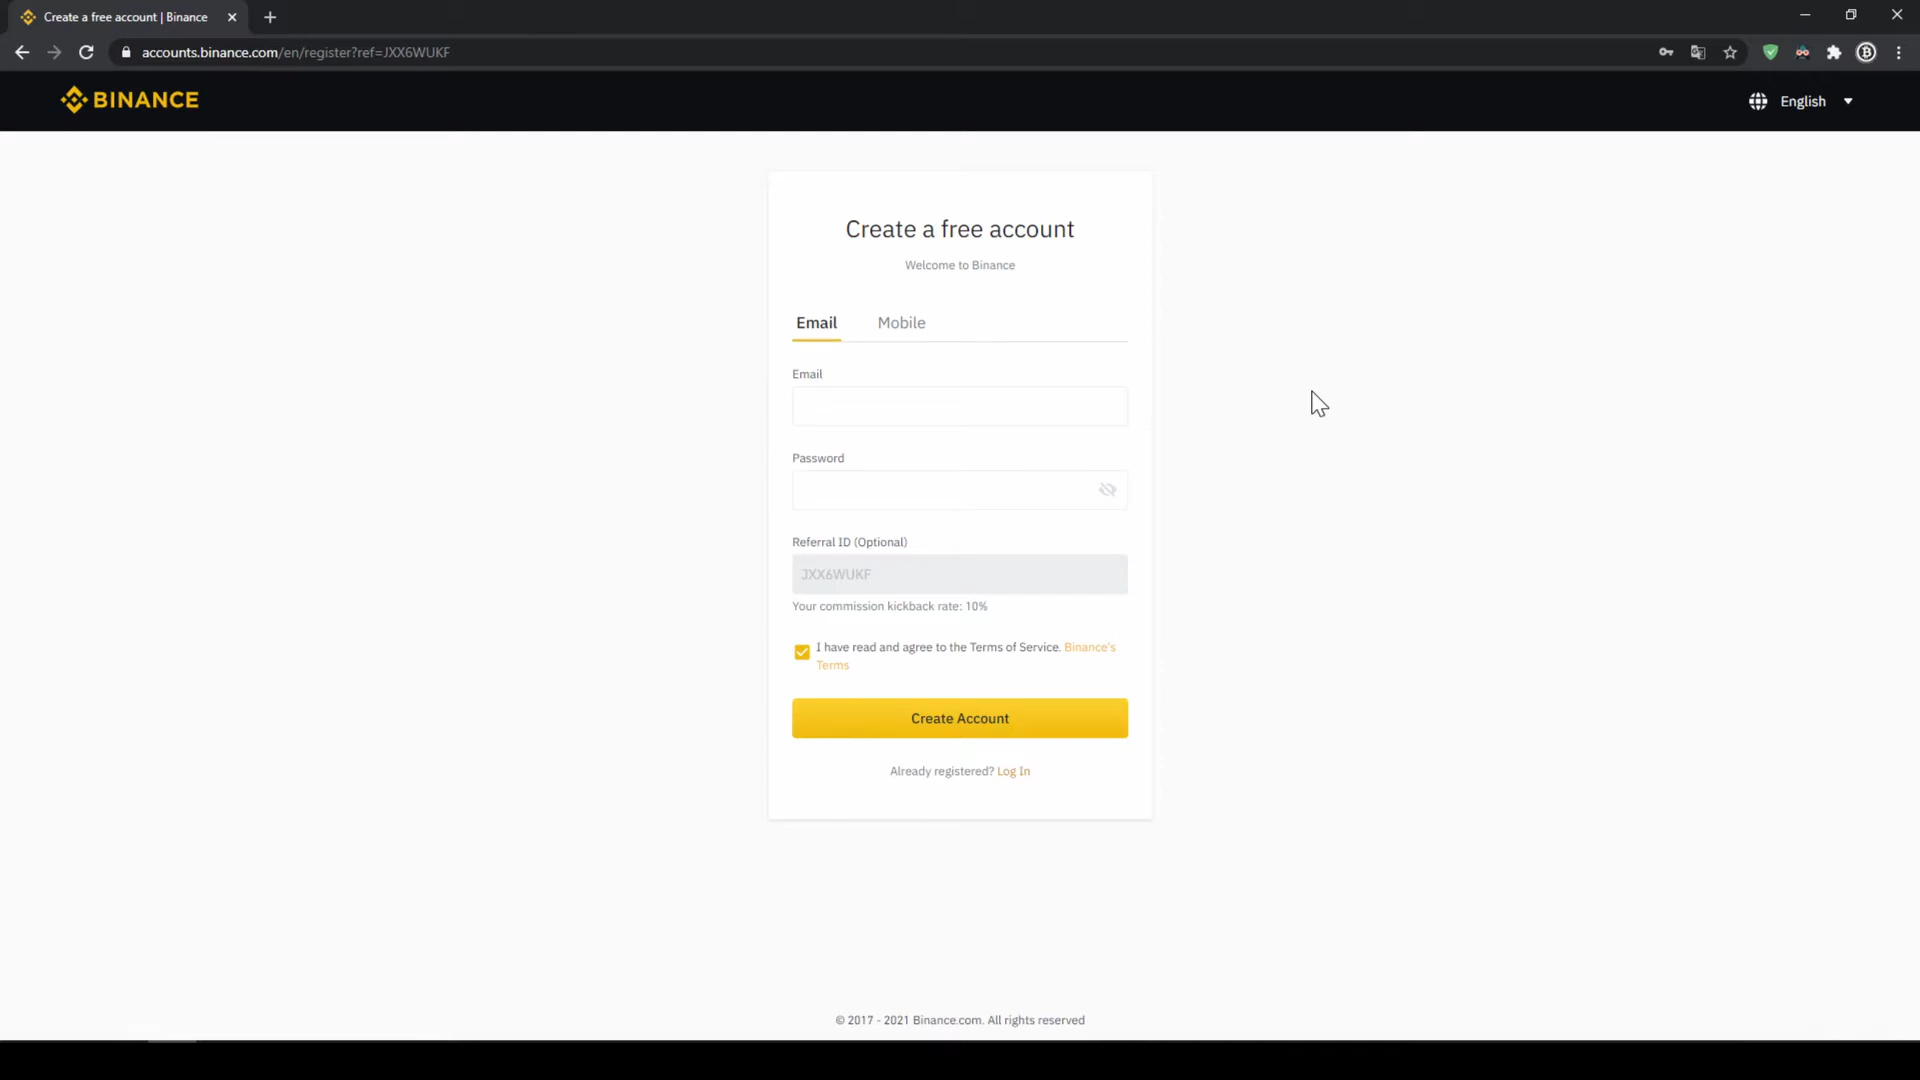 Create a free account | Binance
accounts.binance.com/en/register?ref=JXX6WUKF
BINANCE
English
Create a free account
Welcome to Binance
Email Mobile
Email
Password
Referral ID (Optional)
JXX6WUKF
Your commission kickback rate: 10%
I have read and agree to the Terms of Service. Binance's
Terms
Create Account
Already registered? Log In
© 2017 - 2021 Binance.com. All rights reserved